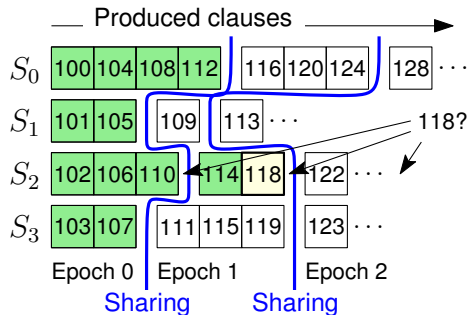 Produced clauses
S0 100 104 108 112 116 120 124 128 ···
S1 101 105 109 113 ··· 118?
S2 102 106 110 114 118 122 ···
S3 103 107 111 115 119 123 ···
Epoch 0 Epoch 1 Epoch 2
Sharing Sharing